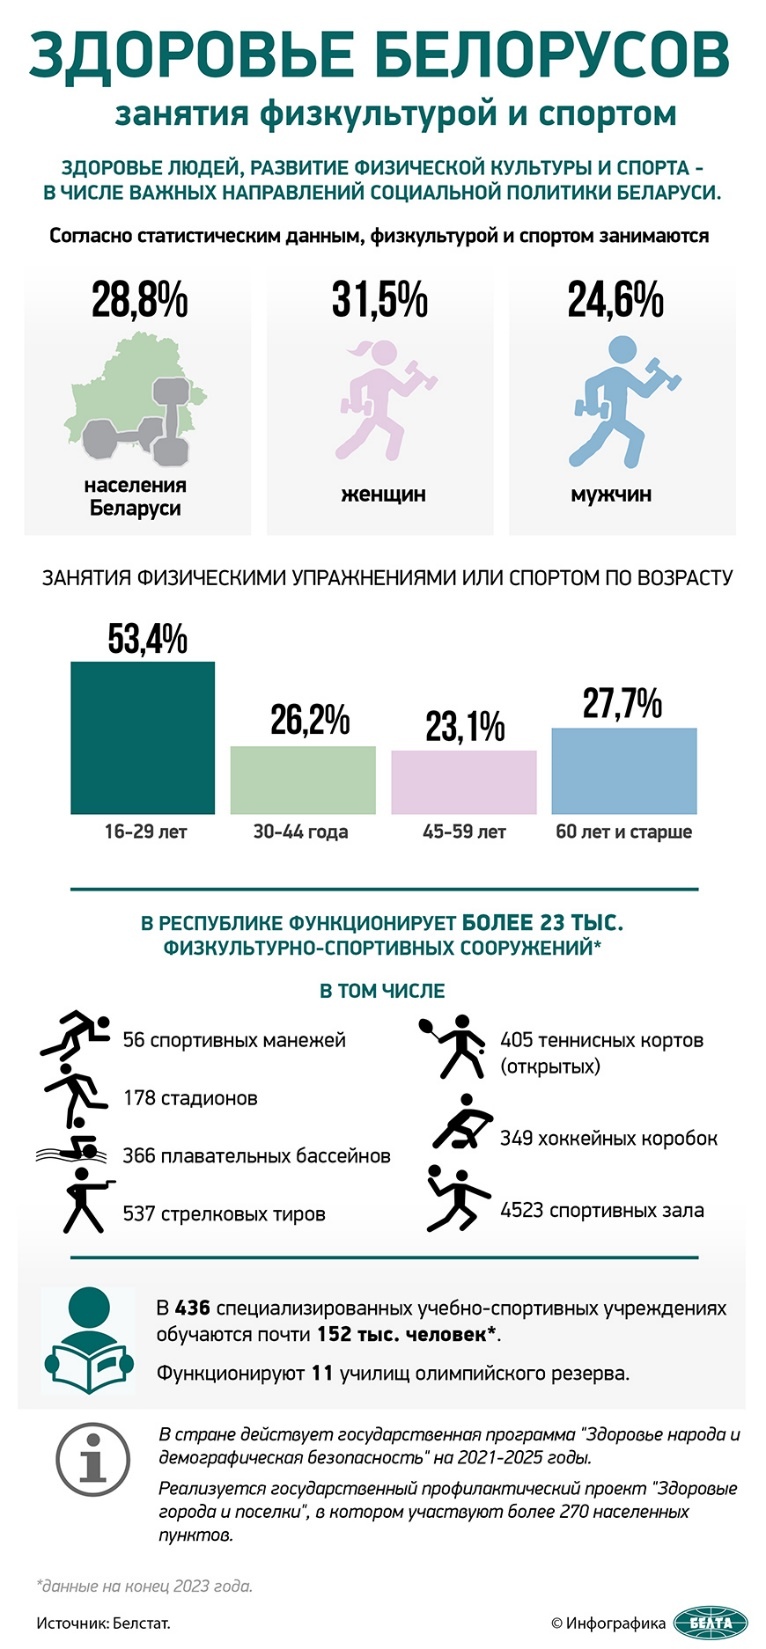 ЗДОРОВЬЕ БЕЛОРУСОВ
занятия физкультурой и спортом
ЗДОРОВЬЕ ЛЮДЕЙ, РАЗВИТИЕ ФИЗИЧЕСКОЙ КУЛЬТУРЫ И СПОРТА -
В ЧИСЛЕ ВАЖНЫХ НАПРАВЛЕНИЙ СОЦИАЛЬНОЙ ПОЛИТИКИ БЕЛАРУСИ.
Согласно статистическим данным, физкультурой и спортом занимаются
28,8%
населения
Беларуси
31,5%
женщин
24,6%
мужчин
ЗАНЯТИЯ ФИЗИЧЕСКИМИ УПРАЖНЕНИЯМИ ИЛИ СПОРТОМ ПО ВОЗРАСТУ
53,4%
16-29 лет
26,2%
30-44 года
23,1%
45-59 лет
27,7%
60 лет и старше
В РЕСПУБЛИКЕ ФУНКЦИОНИРУЕТ БОЛЕЕ 23 ТЫС.
ФИЗКУЛЬТУРНО-СПОРТИВНЫХ СООРУЖЕНИЙ*
В ТОМ ЧИСЛЕ
56 спортивных манежей
178 стадионов
366 плавательных бассейнов
537 стрелковых тиров
405 теннисных кортов
(открытых)
349 хоккейных коробок
4523 спортивных зала
В 436 специализированных учебно-спортивных учреждениях
обучаются почти 152 тыс. человек*.
Функционируют 11 училищ олимпийского резерва.
В стране действует государственная программа "Здоровье народа и
демографическая безопасность" на 2021-2025 годы.
Реализуется государственный профилактический проект "Здоровые
города и поселки", в котором участвуют более 270 населенных
пунктов.
*данные на конец 2023 года.
Источник: Белстат.
© Инфографика БЕЛТА